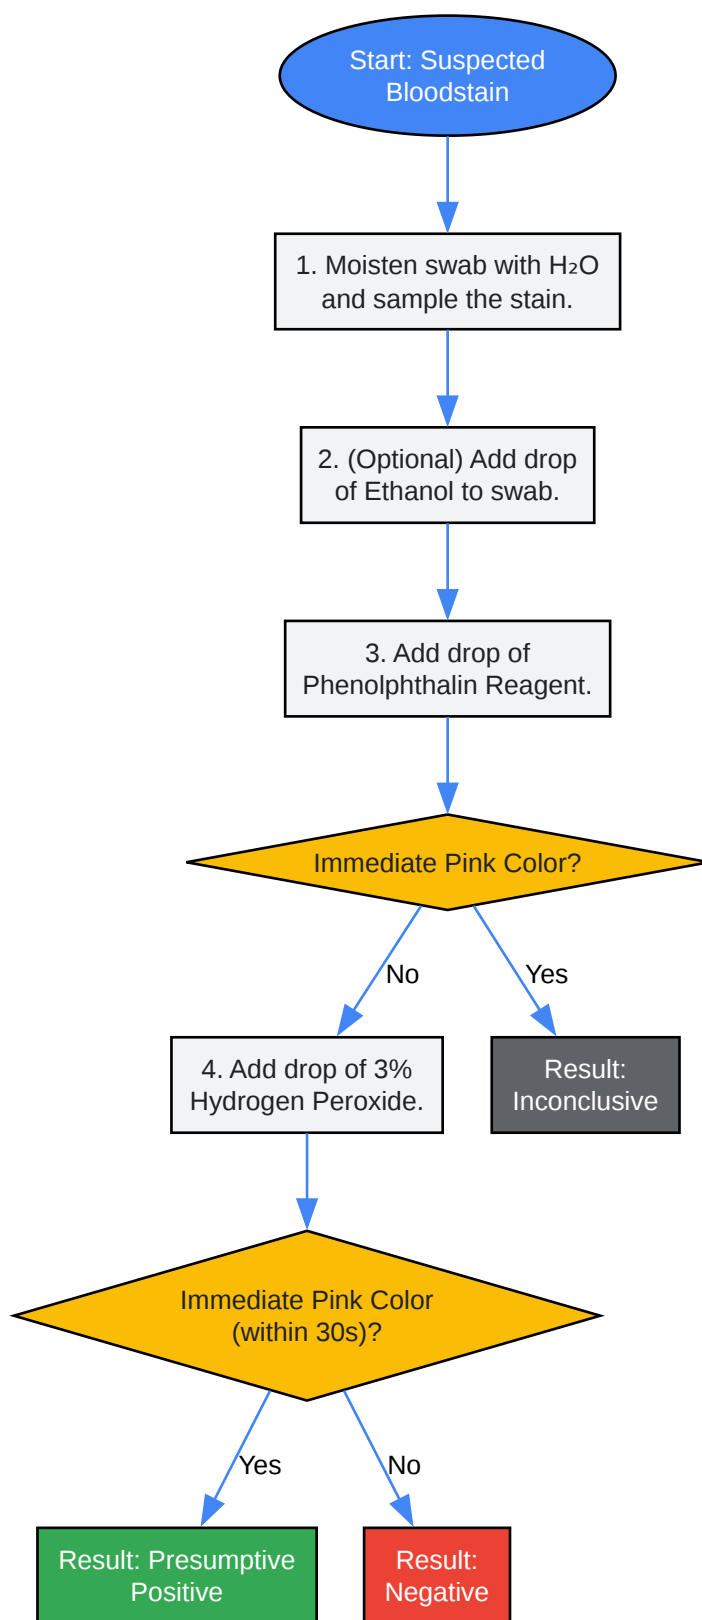 Start: Suspected
Bloodstain
1. Moisten swab with H₂O
and sample the stain.
2. (Optional) Add drop
of Ethanol to swab.
3. Add drop of
Phenolphthalin Reagent.
Immediate Pink Color?
No
Yes
4. Add drop of 3%
Hydrogen Peroxide.
Result:
Inconclusive
Immediate Pink Color
(within 30s)?
Yes
No
Result: Presumptive
Positive
Result:
Negative